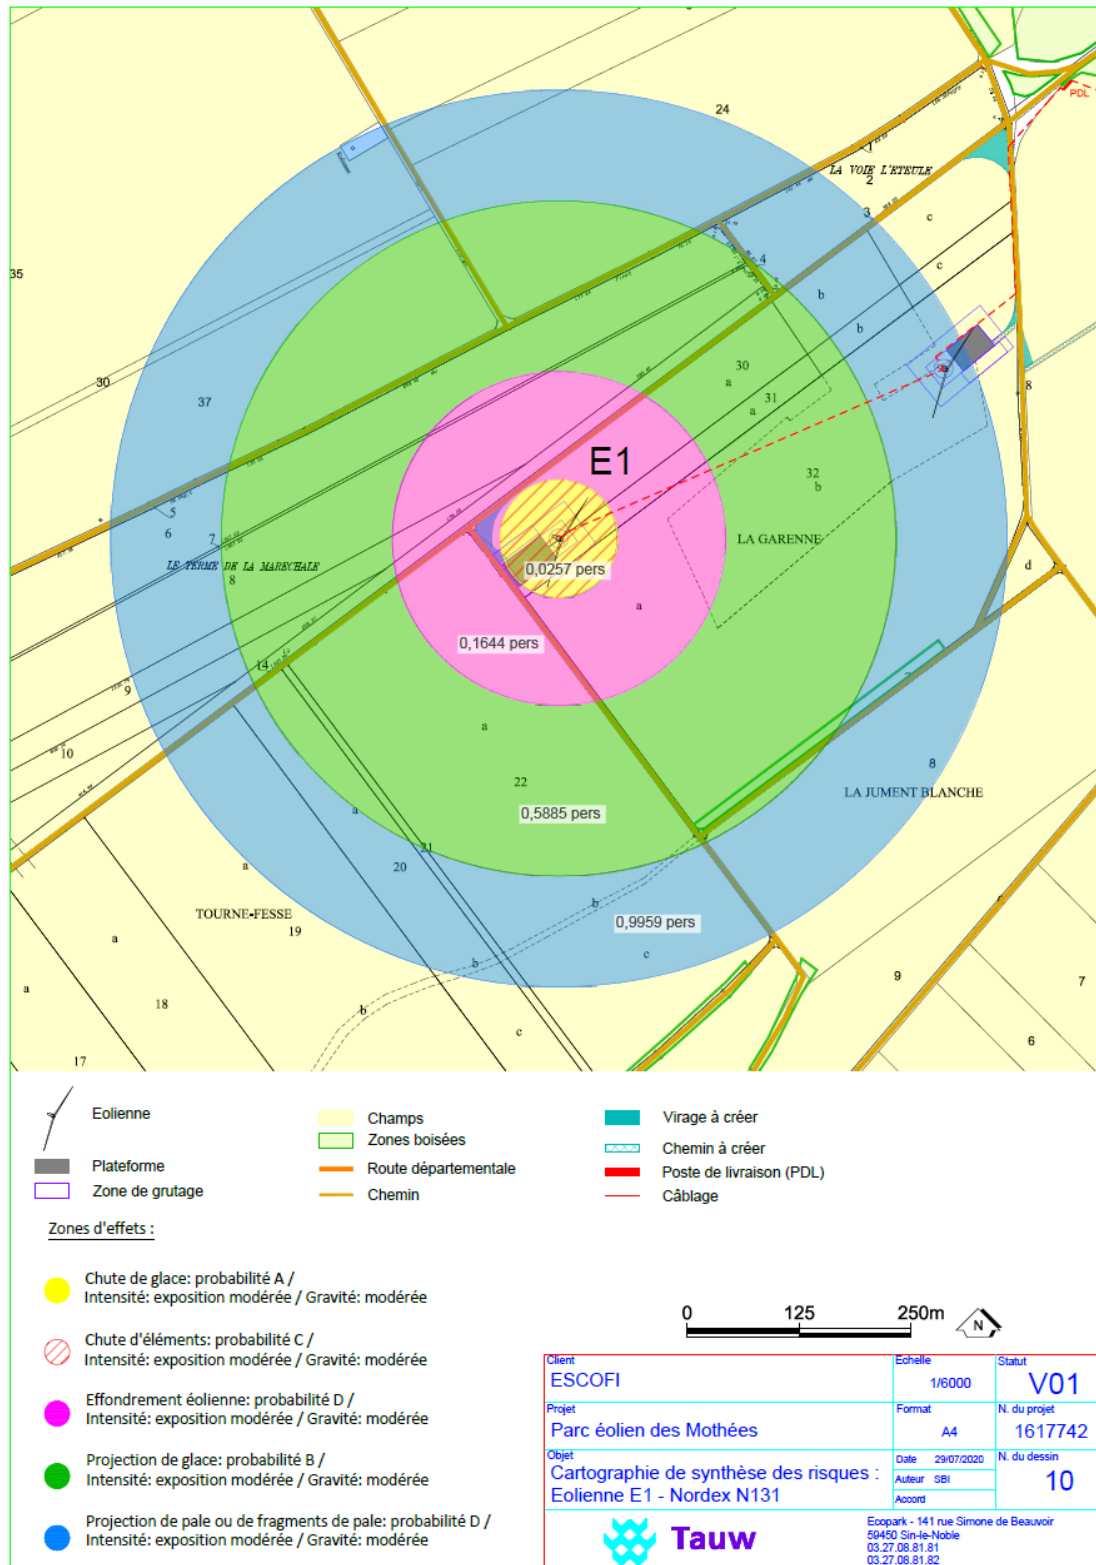 24
PDL
1
LA VOIE L'ETEULE
2
3
c
35
4
c
b
b
30
30
a
31
a
37
8
E1
32
b
5
6
7
LA GARENNE
LE TERME DE LA MARECHALE
8
0,0257 pers
d
a
0,1644 pers
14
7
9
a
10
22
8
LA JUMENT BLANCHE
0,5885 pers
a
21
20
a
b
TOURNE-FESSE
0,9959 pers
19
a
c
b
9
7
a
18
b
c
6
17
Eolienne
Plateforme
Zone de grutage
Champs
Zones boisées
Route départementale
Chemin
Virage à créer
Chemin à créer
Poste de livraison (PDL)
Câblage
Zones d'effets :
Chute de glace: probabilité A /
Intensité: exposition modérée / Gravité: modérée
Chute d'éléments: probabilité C /
Intensité: exposition modérée / Gravité: modérée
Effondrement éolienne: probabilité D /
Intensité: exposition modérée / Gravité: modérée
Projection de glace: probabilité B /
Intensité: exposition modérée / Gravité: modérée
Projection de pale ou de fragments de pale: probabilité D /
Intensité: exposition modérée / Gravité: modérée
0 125 250m
N
Client
ESCOFI
Echelle
1/6000
Statut
V01
Projet
Parc éolien des Mothées
Format
A4
N. du projet
1617742
Objet
Cartographie de synthèse des risques :
Eolienne E1 - Nordex N131
Date 29/07/2020
Auteur SBI
Accord
N. du dessin
10
Tauw
Ecopark - 141 rue Simone de Beauvoir
59450 Sin-le-Noble
03.27.08.81.81
03.27.08.81.82